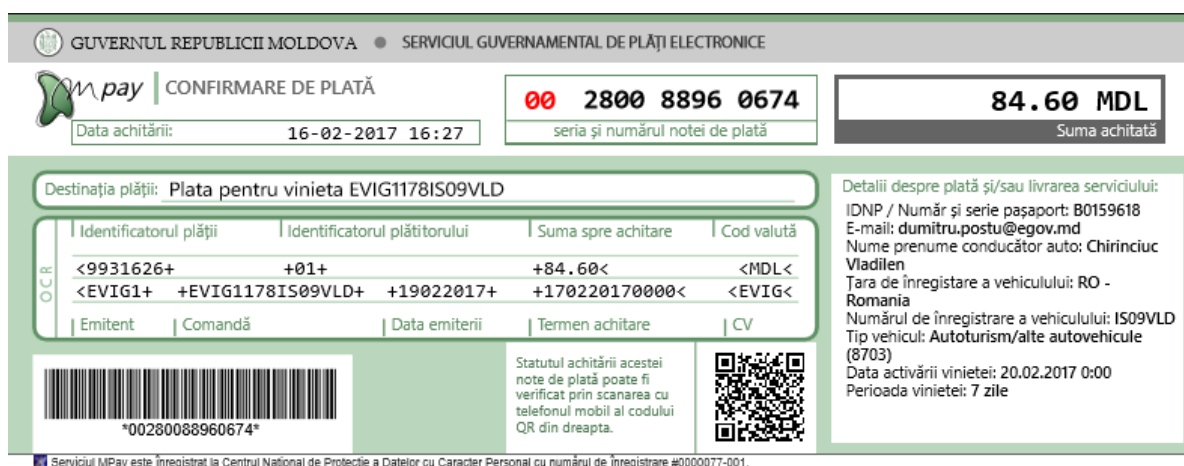 GUVERNUL REPUBLICII MOLDOVA ● SERVICIUL GUVERNAMENTAL DE PLĂȚI ELECTRONICE
Mpay CONFIRMARE DE PLATĂ
Data achitării: 16-02-2017 16:27
00 2800 8896 0674
seria și numărul notei de plată
84.60 MDL
Suma achitată
Destinația plății: Plata pentru vinieta EVIG1178IS09VLD
OCR
Identificatorul plății Identificatorul plătitorului Suma spre achitare Cod valută
<9931626+ +01+ +84.60< <MDL<
<EVIG1+ +EVIG1178IS09VLD+ +19022017+ +170220170000< <EVIG<
Emitent Comandă Data emiterii Termen achitare CV
*00280088960674*
Statutul achitării acestei
note de plată poate fi
verificat prin scanarea cu
telefonul mobil al codului
QR din dreapta.
Detalii despre plată și/sau livrarea serviciului:
IDNP / Număr și serie pașaport: B0159618
E-mail: dumitru.postu@egov.md
Nume prenume conducător auto: Chirinciuc
Vladilen
Țara de înregistrare a vehiculului: RO -
Romania
Numărul de înregistrare a vehiculului: IS09VLD
Tip vehicul: Autoturism/alte autovehicule
(8703)
Data activării vinietei: 20.02.2017 0:00
Perioada vinietei: 7 zile
Serviciul MPay este înregistrat la Centrul Național de Protecție a Datelor cu Caracter Personal cu numărul de înregistrare #0000077-001.